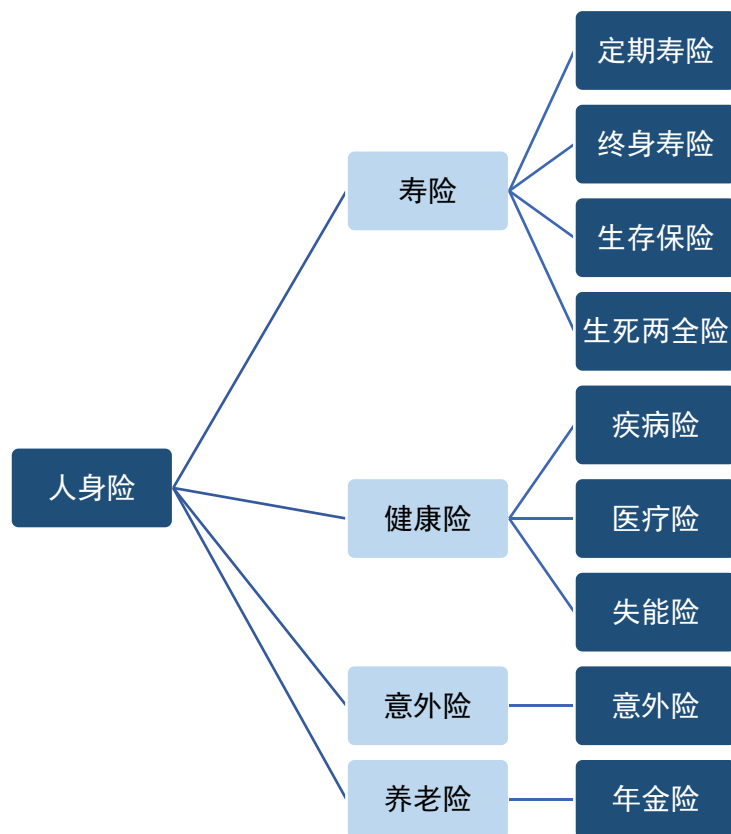 人身险
寿险
定期寿险
终身寿险
生存保险
生死两全险
健康险
疾病险
医疗险
失能险
意外险
意外险
养老险
年金险